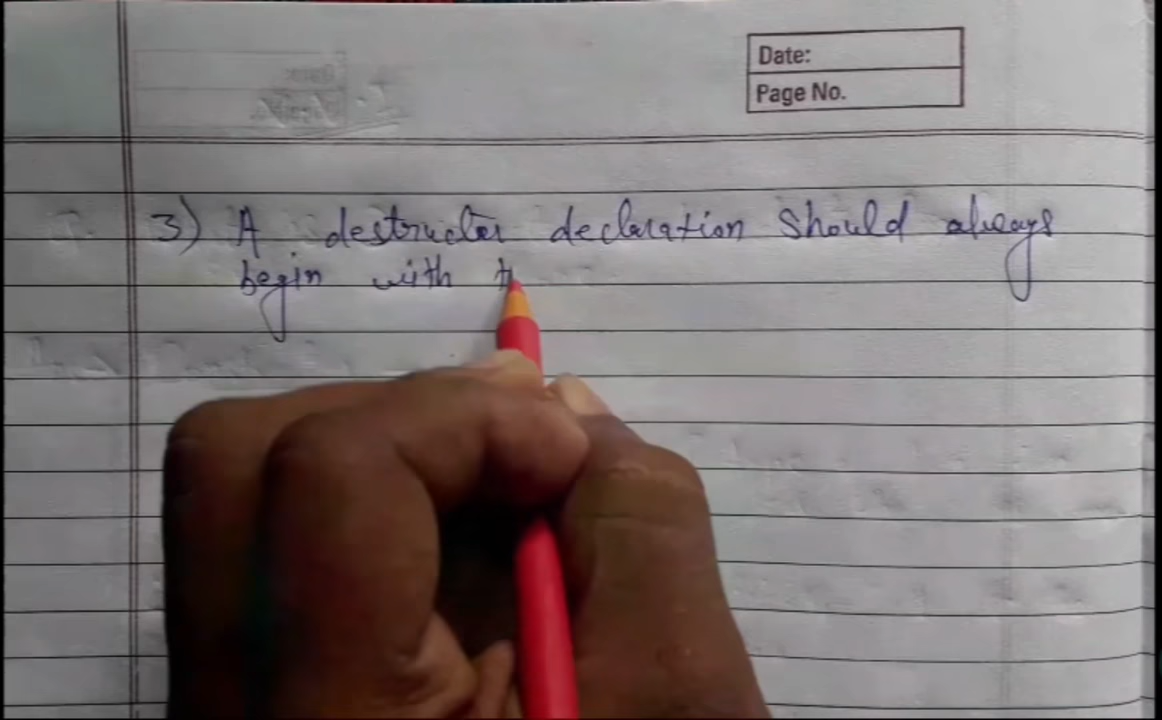 Date:
Page No.
3) A destructor declaration should always
begin with t